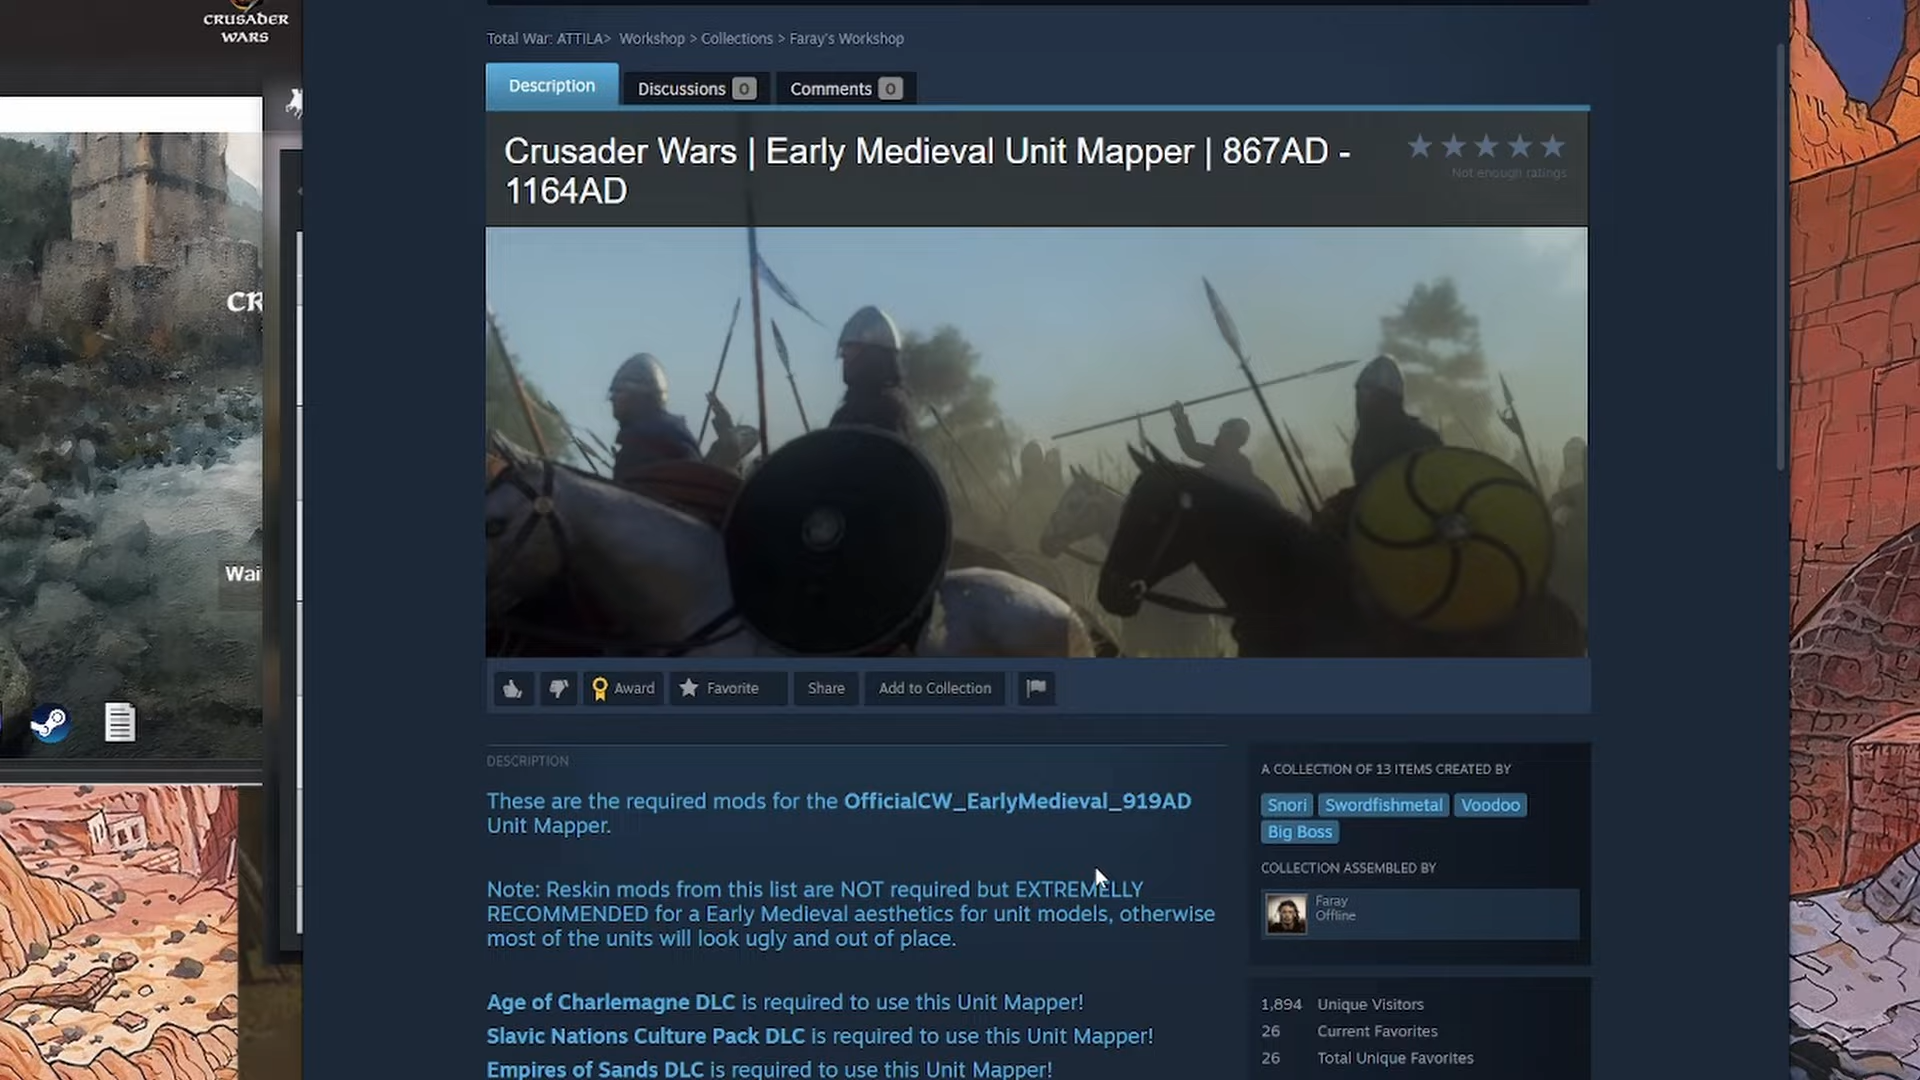 CRUSADER
WARS
Total War: ATTILA> Workshop > Collections > Faray's Workshop
Description
Discussions 0
Comments 0
Crusader Wars | Early Medieval Unit Mapper | 867AD -
1164AD
Not enough ratings
CR
Wai
Award
Favorite
Share
Add to Collection
DESCRIPTION
These are the required mods for the OfficialCW_EarlyMedieval_919AD
Unit Mapper.
Note: Reskin mods from this list are NOT required but EXTREMELLY
RECOMMENDED for a Early Medieval aesthetics for unit models, otherwise
most of the units will look ugly and out of place.
Age of Charlemagne DLC is required to use this Unit Mapper!
Slavic Nations Culture Pack DLC is required to use this Unit Mapper!
Empires of Sands DLC is required to use this Unit Mapper!
A COLLECTION OF 13 ITEMS CREATED BY
Snori Swordfishmetal Voodoo
Big Boss
COLLECTION ASSEMBLED BY
Faray
Offline
1,894 Unique Visitors
26 Current Favorites
26 Total Unique Favorites